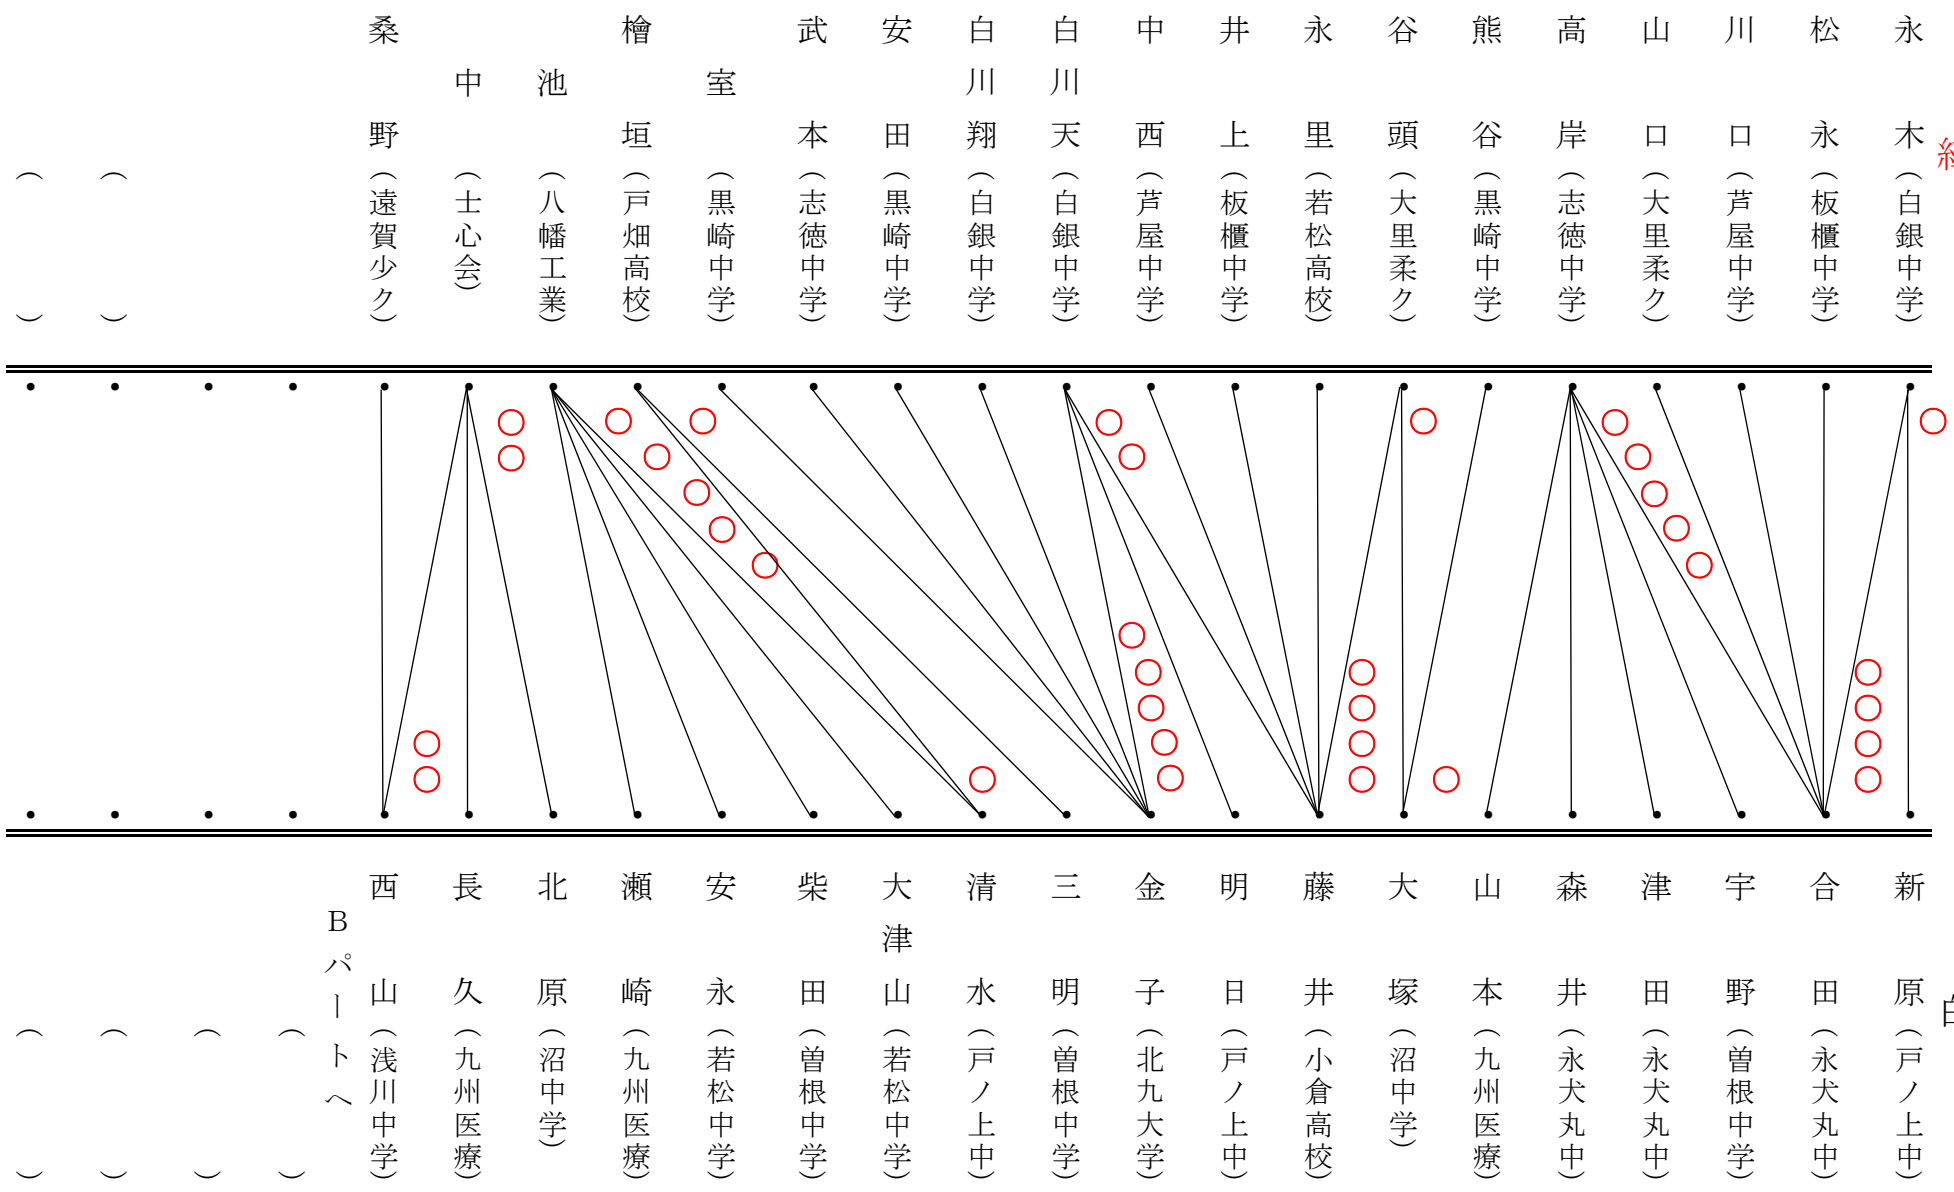 永木（白銀中学）
松永（板櫃中学）
川口（芦屋中学）
山口（大里柔ク）
高岸（志徳中学）
熊谷（黒崎中学）
谷頭（大里柔ク）
永里（若松高校）
井上（板櫃中学）
中西（芦屋中学）
白川天（白銀中学）
白川翔（白銀中学）
安田（黒崎中学）
武本（志徳中学）
室（黒崎中学）
檜垣（戸畑高校）
池（八幡工業）
中（士心会）
桑野（遠賀少ク）
（　）
（　）
新原（戸ノ上中）
合田（永犬丸中）
宇野（曽根中学）
津田（永犬丸中）
森井（永犬丸中）
山本（九州医療）
大塚（沼中学）
藤井（小倉高校）
明日（戸ノ上中）
金子（北九大学）
三明（曽根中学）
清水（戸ノ上中）
大津山（若松中学）
柴田（曽根中学）
安永（若松中学）
瀬崎（九州医療）
北原（沼中学）
長久（九州医療）
西山（浅川中学）
Bパートへ
（　）
（　）
（　）
（　）